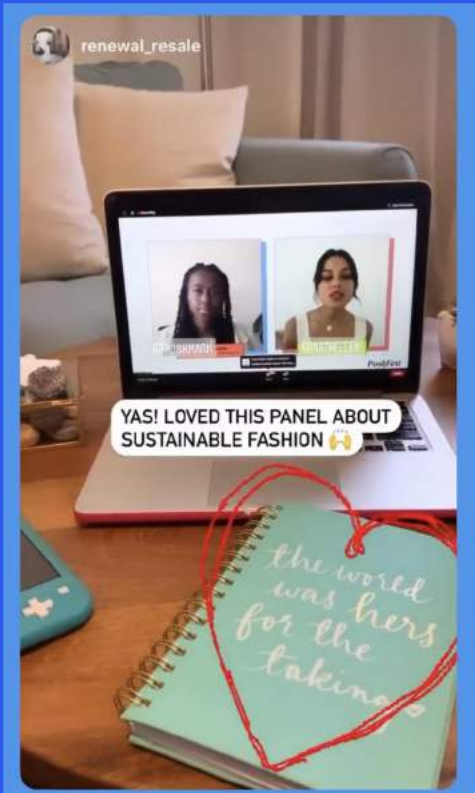 renewal_resale
PoshFest
YAS! LOVED THIS PANEL ABOUT
SUSTAINABLE FASHION 🙌
the world
was hers
for the
taking